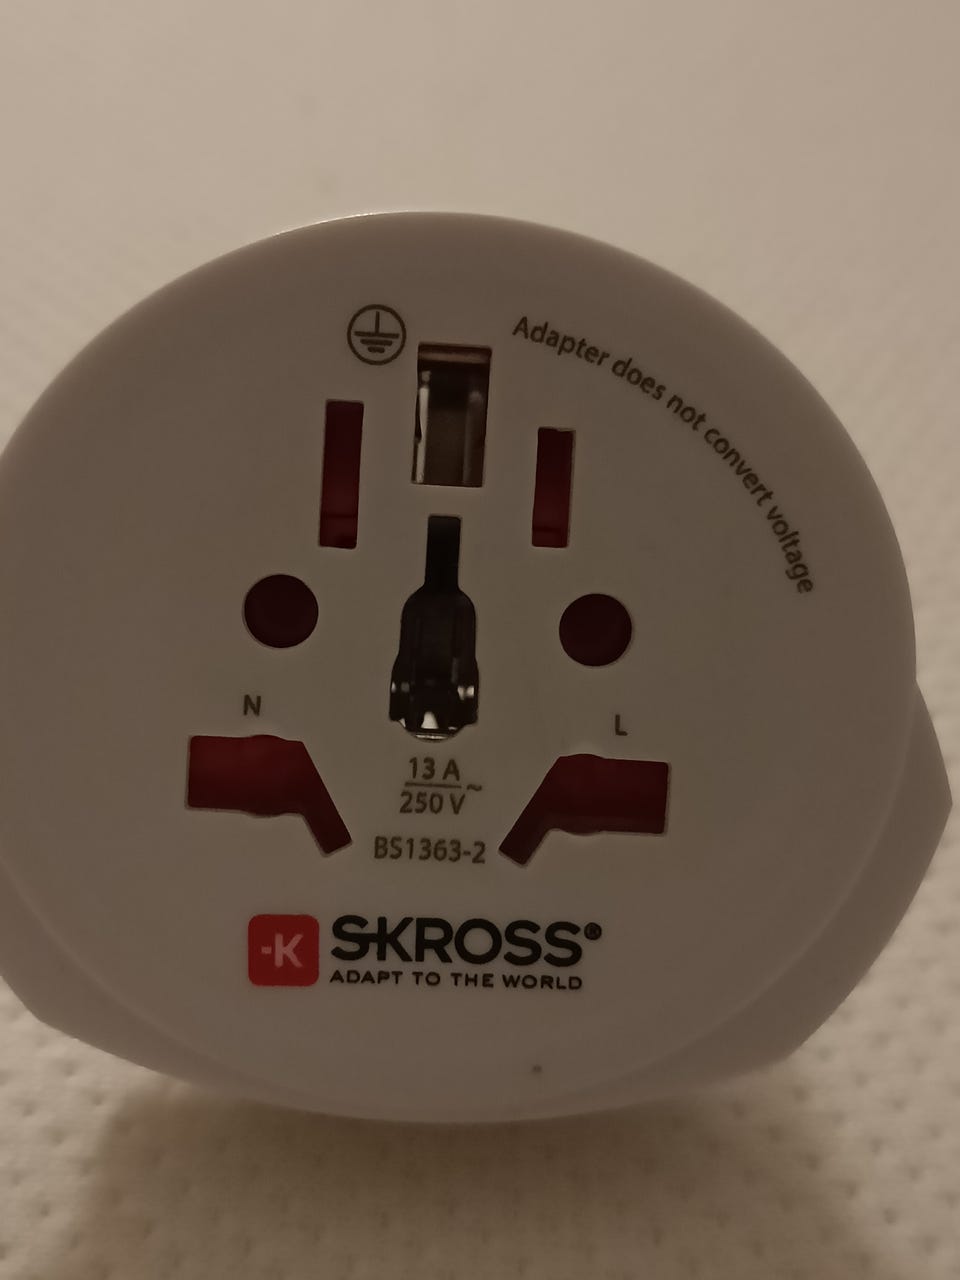 Adapter does not convert voltage
N
L
13 A
250 V ~
BS1363-2
-K SKROSS®
ADAPT TO THE WORLD